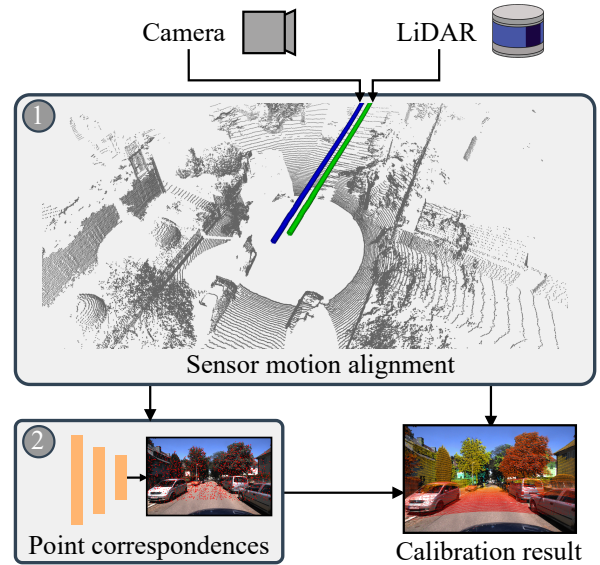 Camera
LiDAR
1
Sensor motion alignment
2
Point correspondences
Calibration result